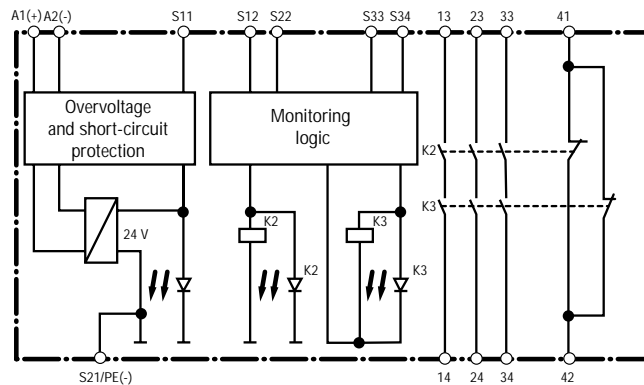 A1(+) A2(-) S11 S12 S22 S33 S34 13 23 33 41
Overvoltage
and short-circuit
protection
Monitoring
logic
K2
K3
24 V
K2
K2
K3
K3
S21/PE(-)
14 24 34 42